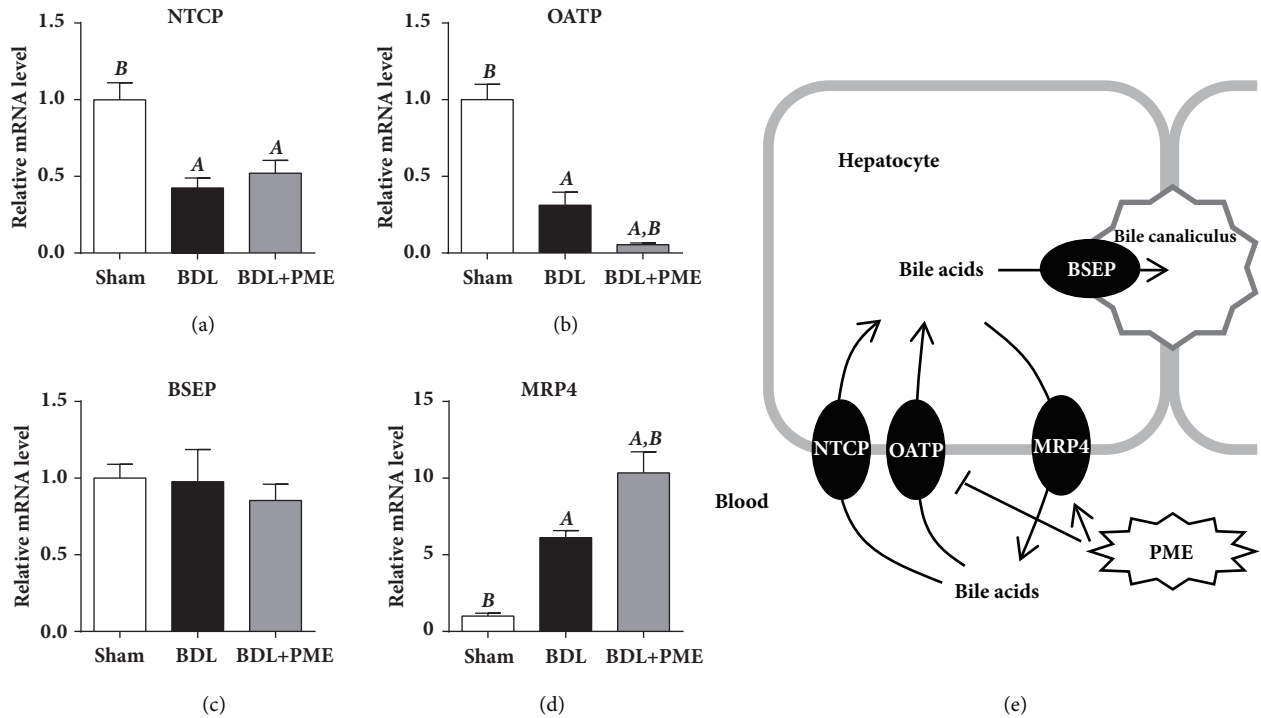 NTCP
1.5
1.0
0.5
0.0
Relative mRNA level
B
A
A
Sham
BDL
BDL+PME
(a)
OATP
1.5
1.0
0.5
0.0
Relative mRNA level
B
A
A,B
Sham
BDL
BDL+PME
(b)
BSEP
1.5
1.0
0.5
0.0
Relative mRNA level
Sham
BDL
BDL+PME
(c)
MRP4
15
10
5
0
Relative mRNA level
B
A
A,B
Sham
BDL
BDL+PME
(d)
Hepatocyte
Bile canaliculus
Bile acids
BSEP
NTCP
OATP
MRP4
Blood
PME
Bile acids
(e)